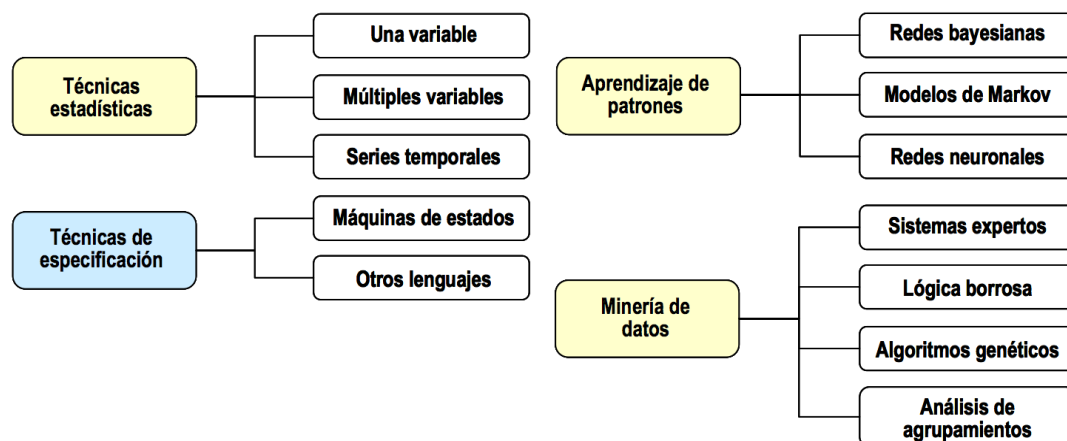 Técnicas
estadísticas
Una variable
Múltiples variables
Series temporales
Técnicas de
especificación
Máquinas de estados
Otros lenguajes
Aprendizaje de
patrones
Redes bayesianas
Modelos de Markov
Redes neuronales
Minería de
datos
Sistemas expertos
Lógica borrosa
Algoritmos genéticos
Análisis de
agrupamientos